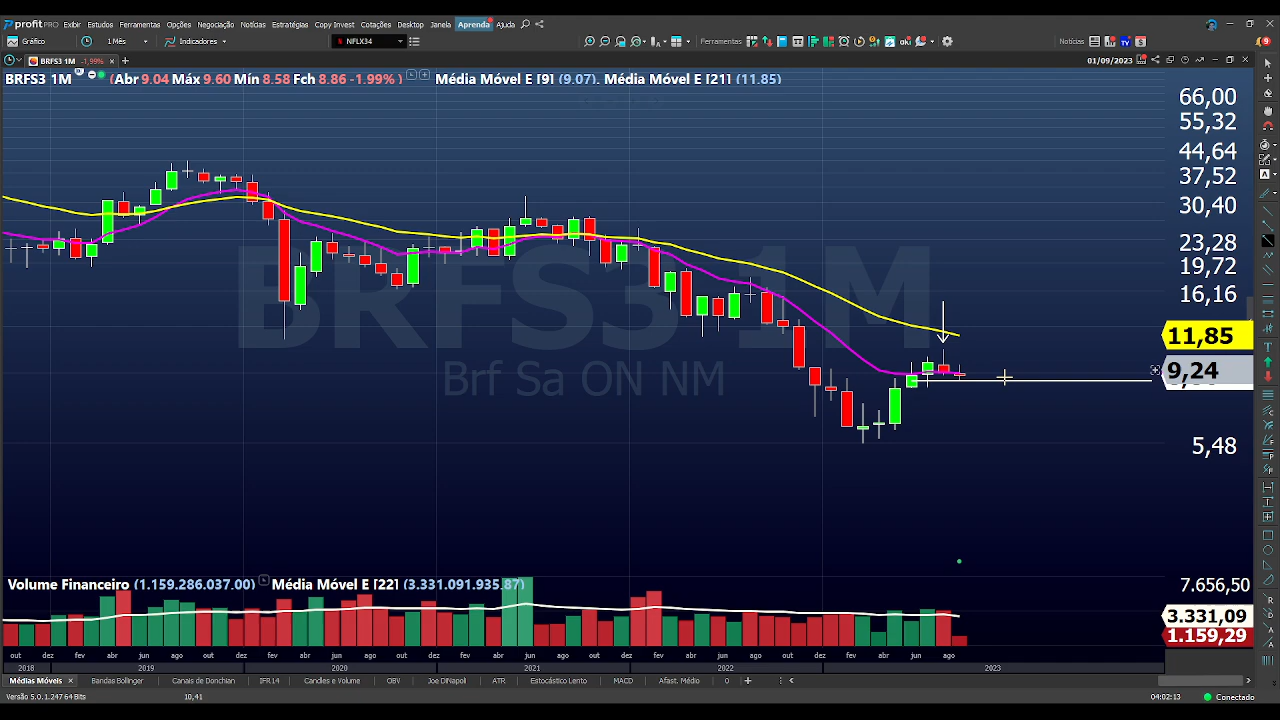 profit PRO Exibir Estudos Ferramentas Opções Negociação Notícias Estratégias Copy Invest Cotações Desktop Janela Aprenda Ajuda
Gráfico 1 Mês Indicadores NFLX34 Ferramentas Notícias 9
BRFS3 1M -1,99% 01/09/2023
BRFS3 1M (Abr 9.04 Máx 9.60 Mín 8.58 Fch 8.86 -1.99% ) Média Móvel E [9] (9.07), Média Móvel E [21] (11.85)
66,00
55,32
44,64
37,52
30,40
23,28
19,72
16,16
11,85
9,24
5,48
BRFS3 1M
Brf Sa ON NM
Volume Financeiro (1.159.286.037,00) Média Móvel E [22] (3.331.091.935,87)
7.656,50
3.331,09
1.159,29
out dez fev abr jun ago out dez fev abr jun ago out dez fev abr jun ago out dez fev abr jun ago out dez fev abr jun ago
2018 2019 2020 2021 2022 2023
Médias Móveis Bandas Bollinger Canais de Donchian IFR.14 Candles e Volume OBV Joe DiNapoli ATR Estocástico Lento MACD Afast. Médio 0
Versão 5.0.1.247 64 Bits 10,41 04:02:13 Conectado